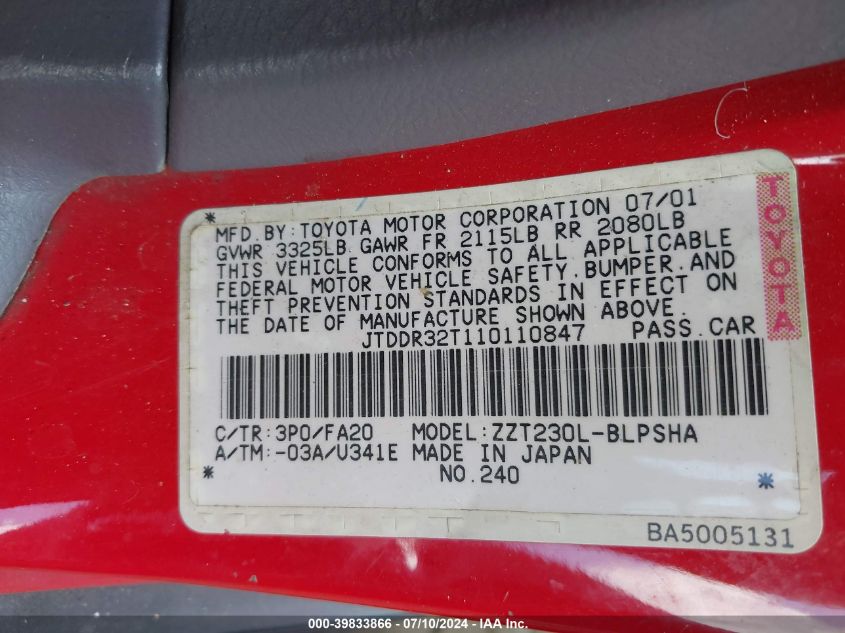 *
MFD.BY:TOYOTA MOTOR CORPORATION 07/01
GVWR 3325LB GAWR FR 2115LB RR 2080LB
THIS VEHICLE CONFORMS TO ALL APPLICABLE
FEDERAL MOTOR VEHICLE SAFETY.BUMPER.AND
THEFT PREVENTION STANDARDS IN EFFECT ON
THE DATE OF MANUFACTURE SHOWN ABOVE.
JTDDR32T110110847 PASS.CAR
TOYOTA
C/TR:3P0/FA20 MODEL:ZZT230L-BLPSHA
A/TM:-03A/U341E MADE IN JAPAN
* NO.240 *
BA5005131
000-39833866 - 07/10/2024 - IAA Inc.